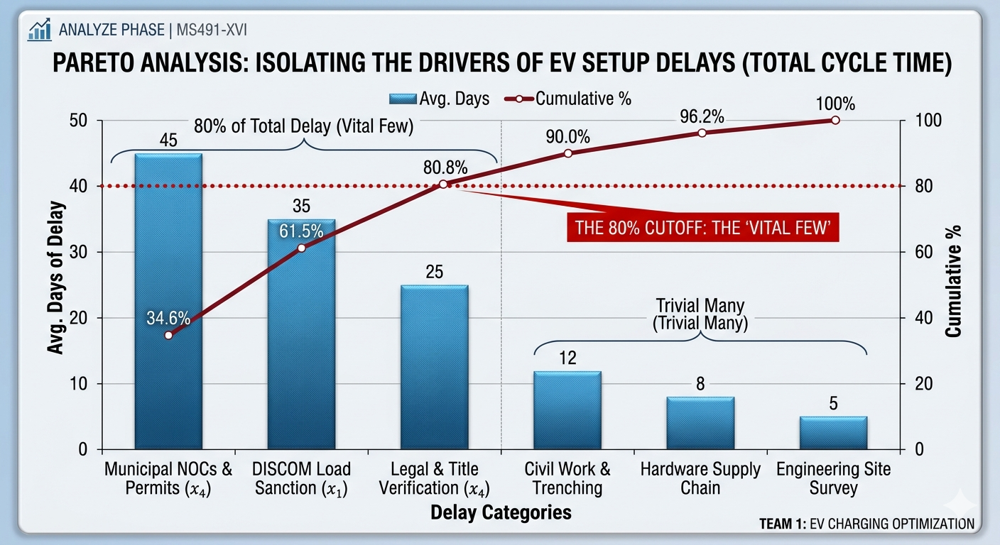 ANALYZE PHASE | MS491-XVI
PARETO ANALYSIS: ISOLATING THE DRIVERS OF EV SETUP DELAYS (TOTAL CYCLE TIME)
Avg. Days Cumulative %
80% of Total Delay (Vital Few)
45
35
25
12
8
5
34.6%
61.5%
80.8%
90.0%
96.2%
100%
THE 80% CUTOFF: THE ‘VITAL FEW’
Trivial Many
(Trivial Many)
Avg. Days of Delay
50
40
30
20
10
0
Cumulative %
100
80
60
40
20
0
Municipal NOCs &
Permits (x₄)
DISCOM Load
Sanction (x₁)
Legal & Title
Verification (x₄)
Civil Work &
Trenching
Hardware Supply
Chain
Engineering Site
Survey
Delay Categories
TEAM 1: EV CHARGING OPTIMIZATION